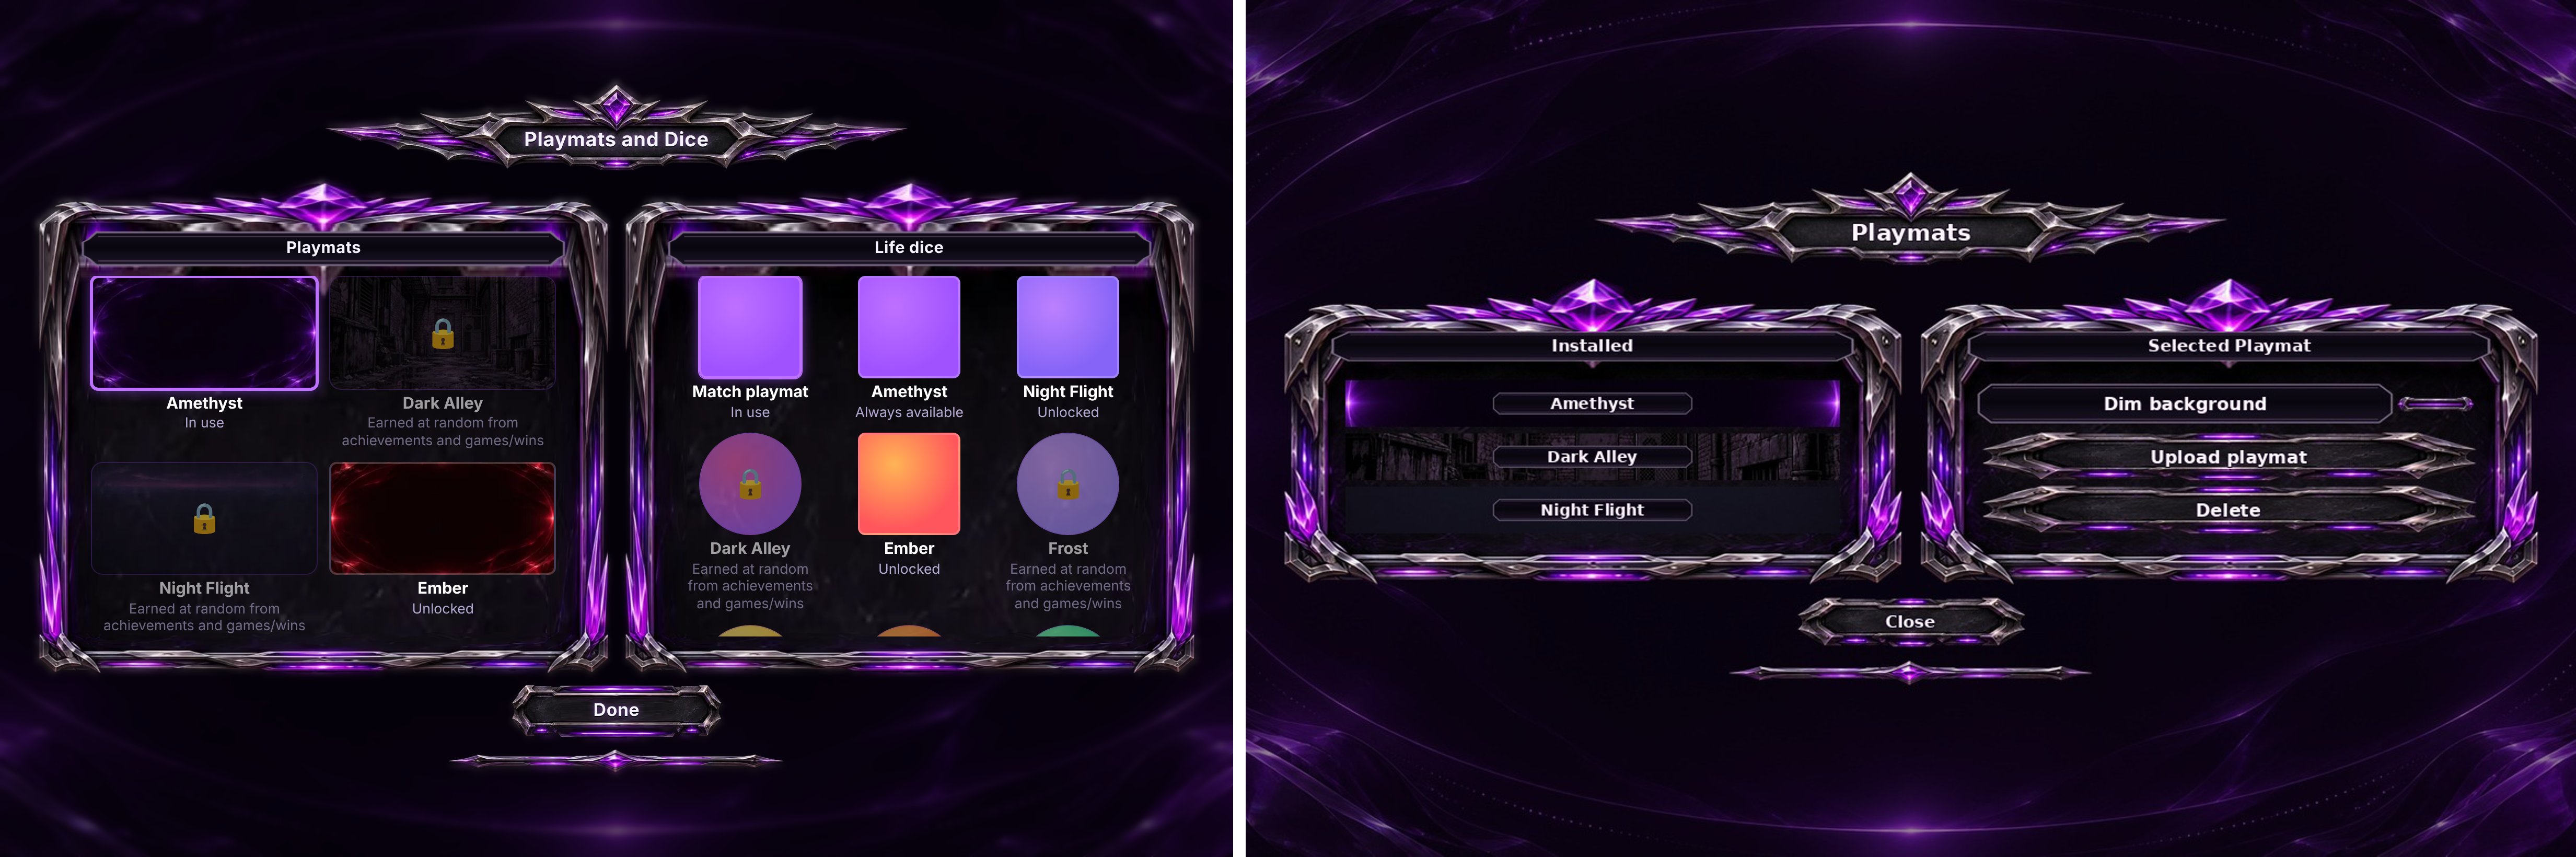 Playmats and Dice
Playmats
Amethyst
In use
Dark Alley
Earned at random from
achievements and games/wins
Night Flight
Earned at random from
achievements and games/wins
Ember
Unlocked
Life dice
Match playmat
In use
Amethyst
Always available
Night Flight
Unlocked
Dark Alley
Earned at random
from achievements
and games/wins
Ember
Unlocked
Frost
Earned at random
from achievements
and games/wins
Done
Playmats
Installed
Amethyst
Dark Alley
Night Flight
Selected Playmat
Dim background
Upload playmat
Delete
Close